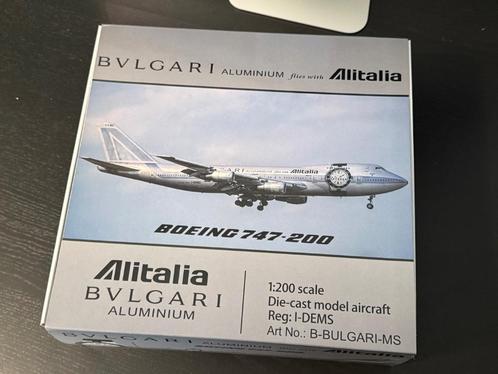 BVLGARI ALUMINIUM flies with Alitalia
BOEING 747-200
Alitalia
BVLGARI
ALUMINIUM
1:200 scale
Die-cast model aircraft
Reg: I-DEMS
Art No.: B-BULGARI-MS